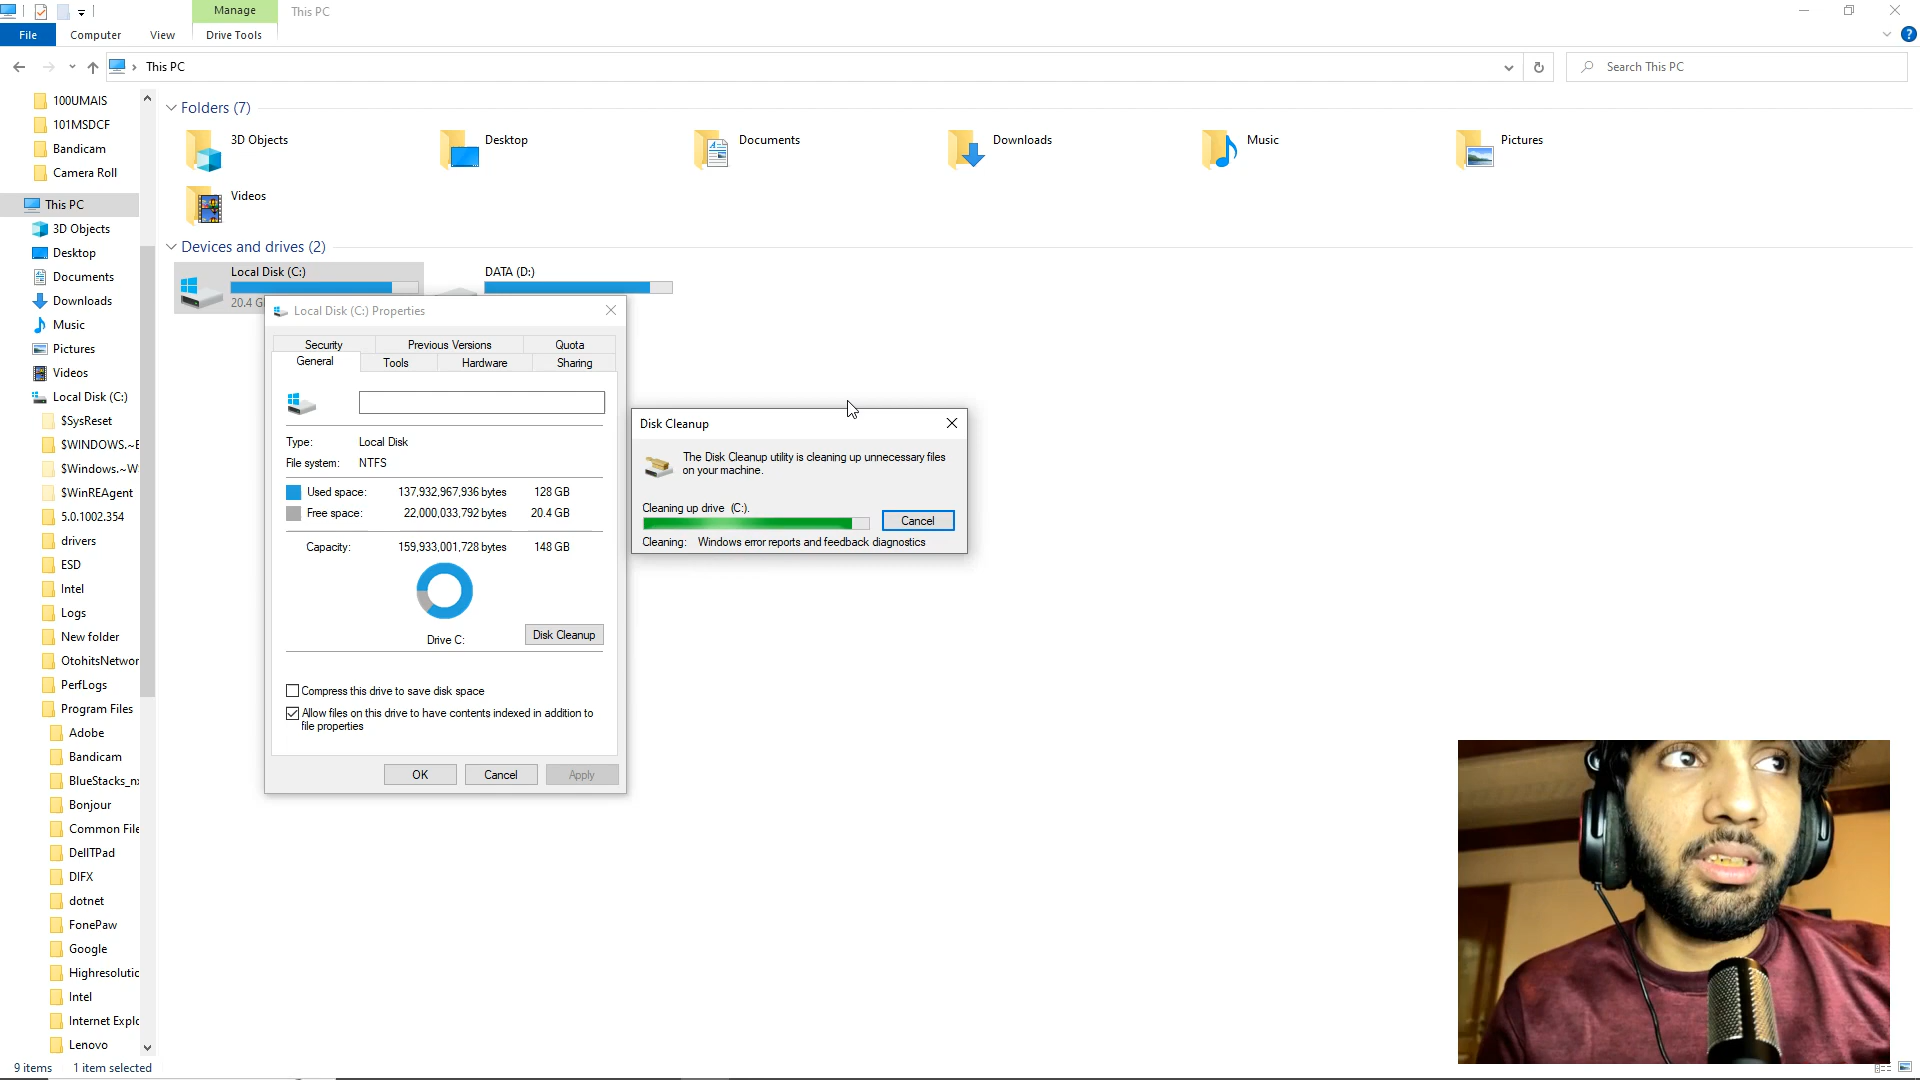 Manage
This PC
File
Computer
View
Drive Tools
?
This PC
Search This PC
100UMAIS
101MSDCF
Bandicam
Camera Roll
This PC
3D Objects
Desktop
Documents
Downloads
Music
Pictures
Videos
Local Disk (C:)
$SysReset
$WINDOWS.~E
$Windows.~W
$WinREAgent
5.0.1002.354
drivers
ESD
Intel
Logs
New folder
OtohitsNetwor
PerfLogs
Program Files
Adobe
Bandicam
BlueStacks_nx
Bonjour
Common File
DellTPad
DIFX
dotnet
FonePaw
Google
Highresolutic
Intel
Internet Explo
Lenovo
Folders (7)
3D Objects
Desktop
Documents
Downloads
Music
Pictures
Videos
Devices and drives (2)
Local Disk (C:)
20.4 G
DATA (D:)
Local Disk (C:) Properties
Security
Previous Versions
Quota
General
Tools
Hardware
Sharing
Type: Local Disk
File system: NTFS
Used space: 137,932,967,936 bytes 128 GB
Free space: 22,000,033,792 bytes 20.4 GB
Capacity: 159,933,001,728 bytes 148 GB
Drive C:
Disk Cleanup
Compress this drive to save disk space
Allow files on this drive to have contents indexed in addition to
file properties
OK
Cancel
Apply
Disk Cleanup
The Disk Cleanup utility is cleaning up unnecessary files
on your machine.
Cleaning up drive (C:).
Cancel
Cleaning: Windows error reports and feedback diagnostics
9 items
1 item selected